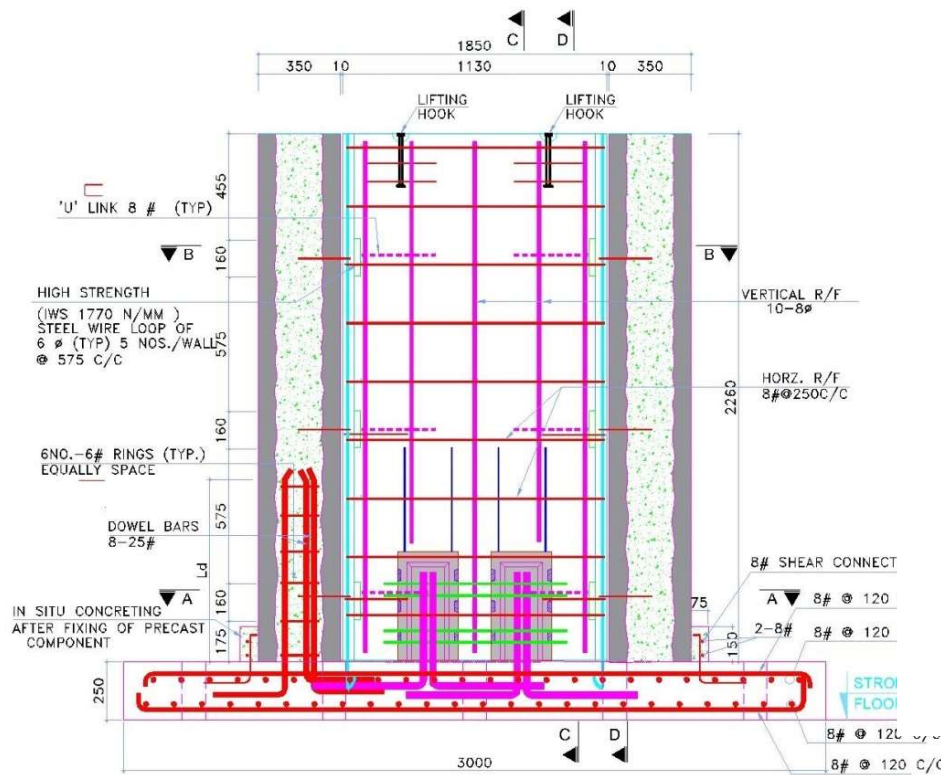 C D
1850
350 10 1130 10 350
LIFTING
HOOK
LIFTING
HOOK
455
'U' LINK 8 # (TYP)
B
B
160
HIGH STRENGTH
(IWS 1770 N/MM )
STEEL WIRE LOOP OF
6 ø (TYP) 5 NOS./WALL
@ 575 C/C
575
VERTICAL R/F
10-8ø
2260
HORZ. R/F
8#@250C/C
160
6NO.-6# RINGS (TYP.)
EQUALLY SPACE
575
DOWEL BARS
8-25#
Ld
8# SHEAR CONNECT
A
75
A
8# @ 120
160
IN SITU CONCRETING
AFTER FIXING OF PRECAST
COMPONENT
2-8#
8# @ 120
175
150
250
STRO
FLOO
C D
8# @ 120 C/C
3000
8# @ 120 C/C